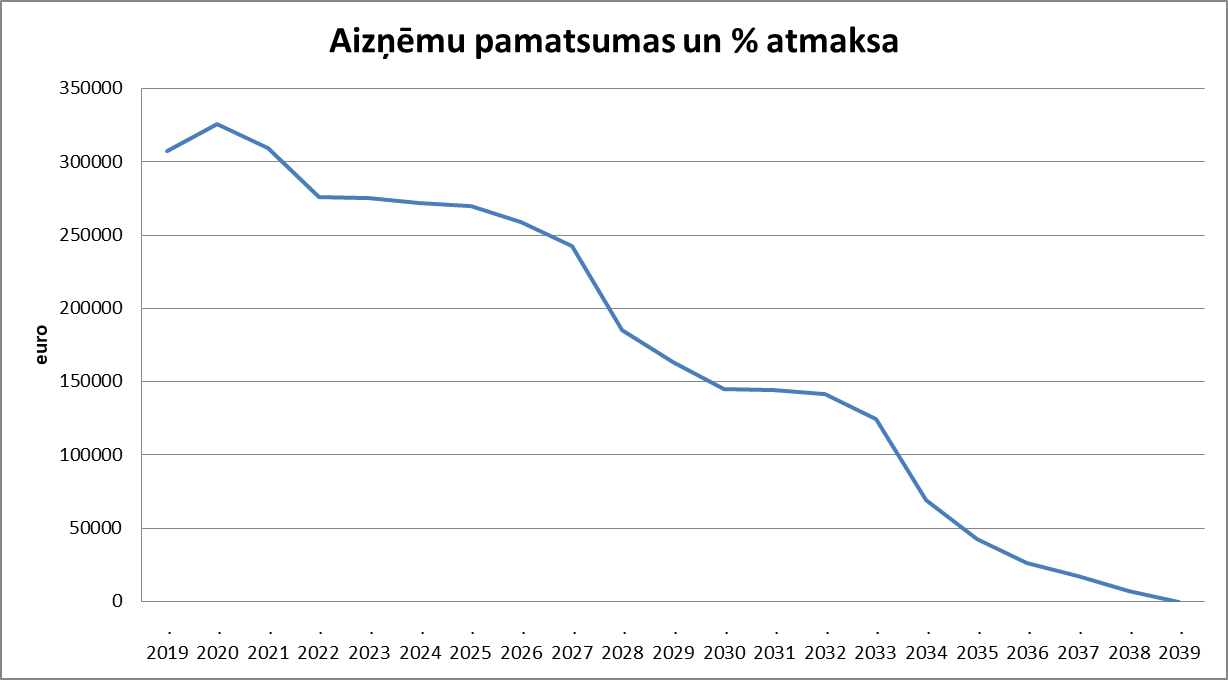 Aizņēmu pamatsumas un % atmaksa
350000
300000
250000
200000
150000
100000
50000
0
euro
. . . . . . . . . . . . . . . . . . . . .
2019 2020 2021 2022 2023 2024 2025 2026 2027 2028 2029 2030 2031 2032 2033 2034 2035 2036 2037 2038 2039